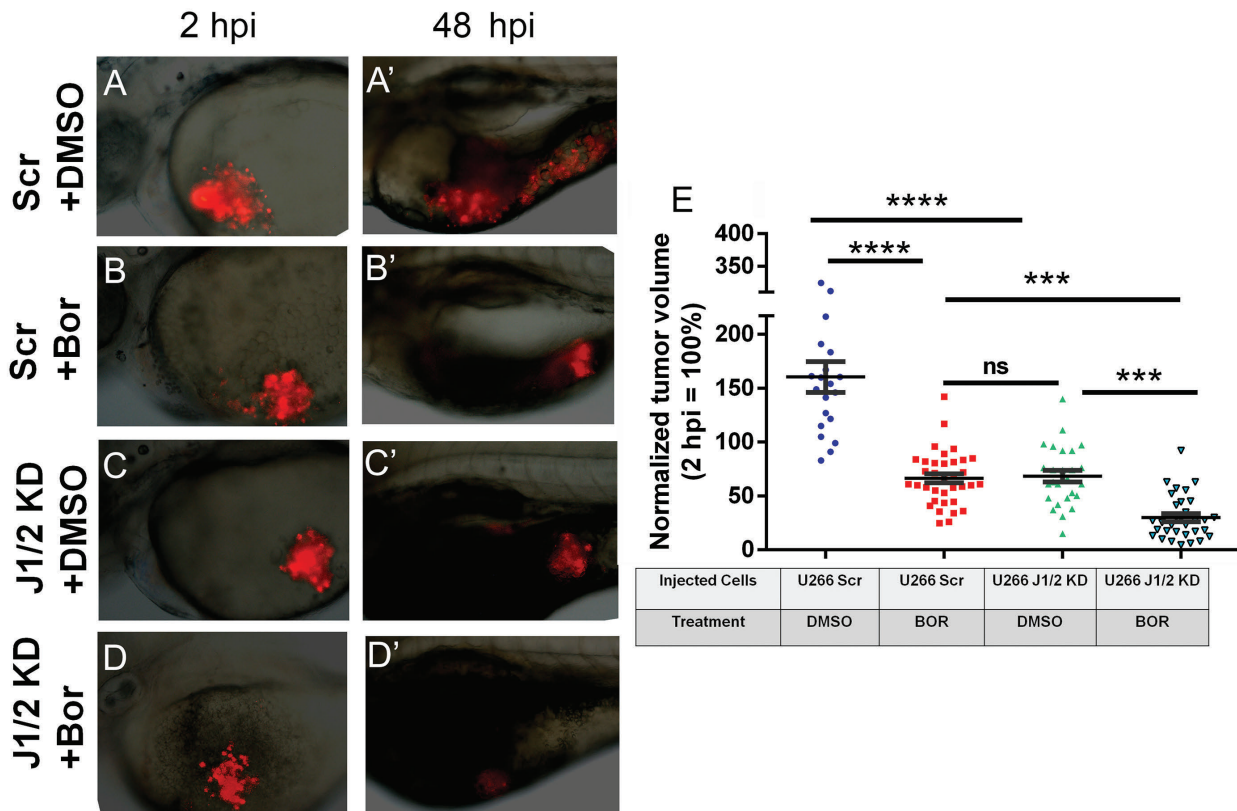 2 hpi
48 hpi
Scr
+DMSO
A
A’
Scr
+Bor
B
B’
J1/2 KD
+DMSO
C
C’
J1/2 KD
+Bor
D
D’
E
Normalized tumor volume
(2 hpi = 100%)
400
350
200
150
100
50
0
****
****
***
ns
***
Injected Cells U266 Scr U266 Scr U266 J1/2 KD U266 J1/2 KD
Treatment DMSO BOR DMSO BOR